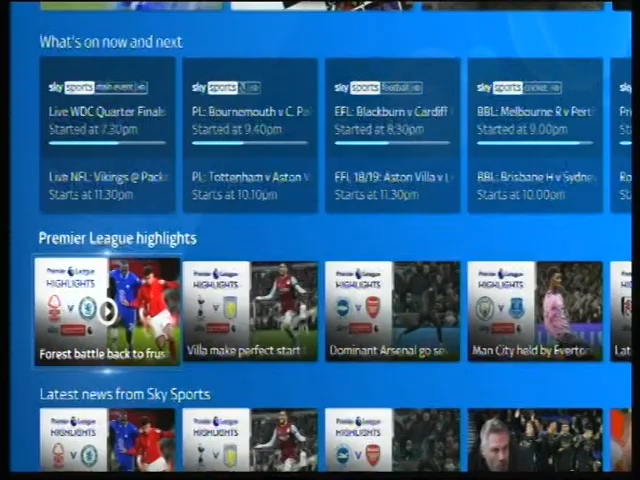 What's on now and next
sky sports main event HD
sky sports HD
sky sports football HD
sky sports cricket HD
Live WDC Quarter Finals
PL: Bournemouth v C. Pa
EFL: Blackburn v Cardiff
BBL: Melbourne R v Pert
Started at 7.30pm
Started at 9.40pm
Started at 8.30pm
Started at 9.00pm
Live NFL: Vikings @ Pack
PL: Tottenham v Aston V
EFL 18/19: Aston Villa v
BBL: Brisbane H v Sydne
Starts at 11.30pm
Starts at 10.10pm
Starts at 11.30pm
Starts at 10.00pm
Premier League highlights
Premier League
HIGHLIGHTS
V
Premier League
HIGHLIGHTS
V
Premier League
HIGHLIGHTS
V
Premier League
HIGHLIGHTS
V
Forest battle back to frus
Villa make perfect start
Dominant Arsenal go se
Man City held by Everton
Lat
Latest news from Sky Sports
Premier League
HIGHLIGHTS
V
Premier League
HIGHLIGHTS
V
Premier League
HIGHLIGHTS
V